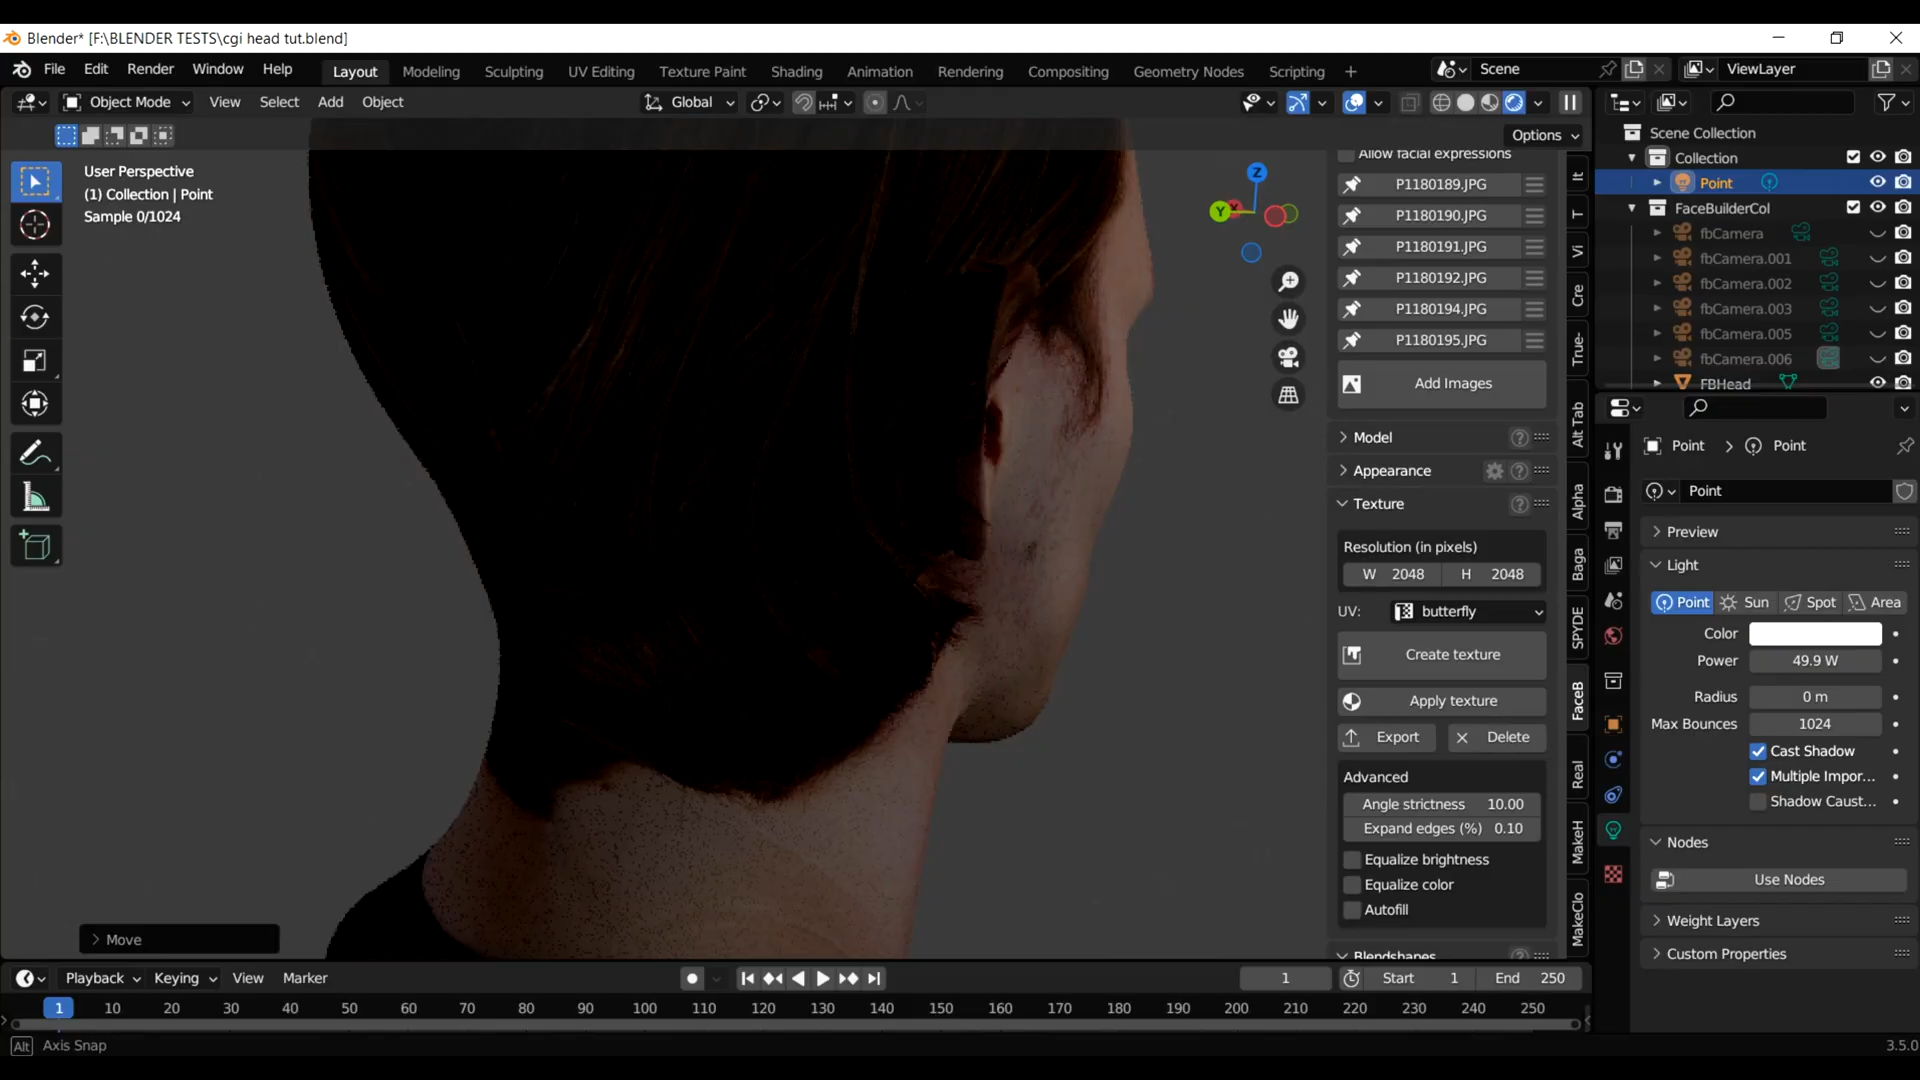 Blender* [F:\BLENDER TESTS\cgi head tut.blend]
File Edit Render Window Help Layout Modeling Sculpting UV Editing Texture Paint Shading Animation Rendering Compositing Geometry Nodes Scripting + Scene ViewLayer
Object Mode View Select Add Object Global
Options
User Perspective
(1) Collection | Point
Sample 0/1024
Z
Y
X
Allow facial expressions
P1180189.JPG
P1180190.JPG
P1180191.JPG
P1180192.JPG
P1180194.JPG
P1180195.JPG
Add Images
Model
Appearance
Texture
Resolution (in pixels)
W 2048 H 2048
UV: butterfly
Create texture
Apply texture
Export Delete
Advanced
Angle strictness 10.00
Expand edges (%) 0.10
Equalize brightness
Equalize color
Autofill
Blendshapes
It
T
Vi
Cre
True-
Alt Tab
Alpha
Baga
SPYDE
FaceB
Real
MakeH
MakeClo
Scene Collection
Collection
Point
FaceBuilderCol
fbCamera
fbCamera.001
fbCamera.002
fbCamera.003
fbCamera.005
fbCamera.006
FBHead
Point > Point
Point
Preview
Light
Point Sun Spot Area
Color
Power 49.9 W
Radius 0 m
Max Bounces 1024
Cast Shadow
Multiple Impor...
Shadow Caust...
Nodes
Use Nodes
Weight Layers
Custom Properties
Move
Playback Keying View Marker 1 Start 1 End 250
1 10 20 30 40 50 60 70 80 90 100 110 120 130 140 150 160 170 180 190 200 210 220 230 240 250
Alt Axis Snap 3.5.0